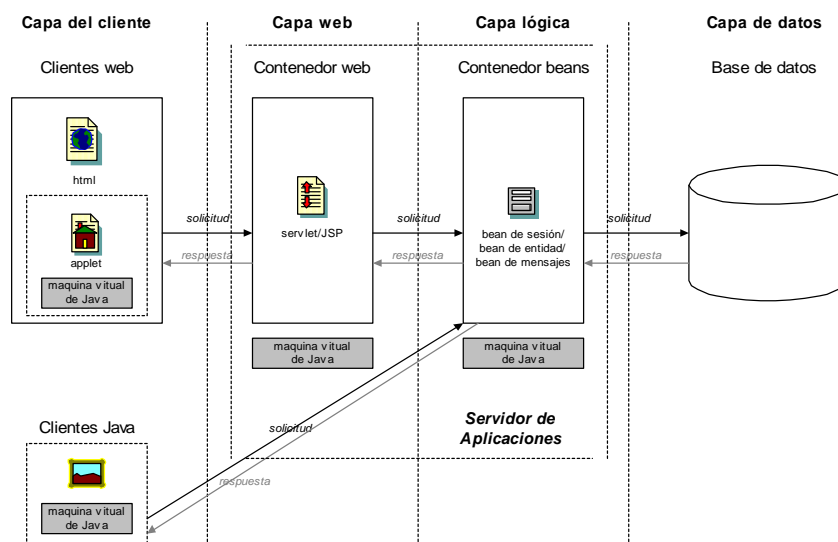 Capa del cliente
Capa web
Capa lógica
Capa de datos
Clientes web
Contenedor web
Contenedor beans
Base de datos
html
applet
maquina vitual
de Java
solicitud
respuesta
servlet/JSP
solicitud
respuesta
bean de sesión/
bean de entidad/
bean de mensajes
solicitud
respuesta
maquina vitual
de Java
maquina vitual
de Java
Clientes Java
maquina vitual
de Java
solicitud
respuesta
Servidor de
Aplicaciones